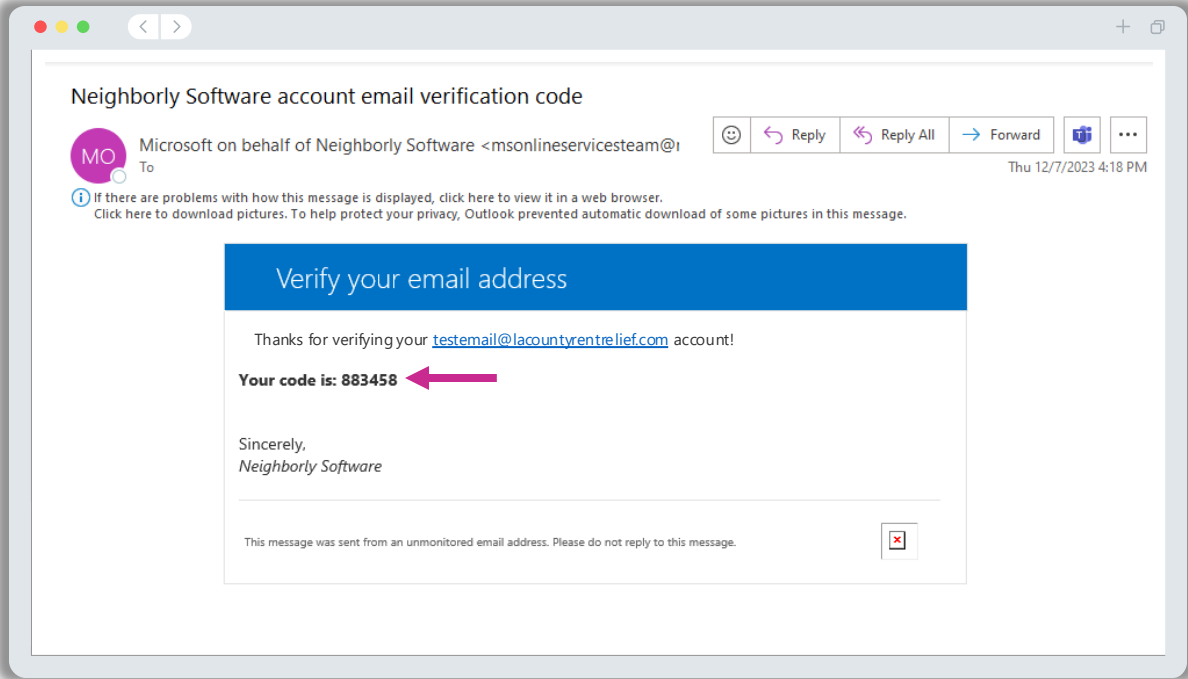 Neighborly Software account email verification code
MO
Microsoft on behalf of Neighborly Software <msonlineservicesteam@
To
Reply
Reply All
Forward
Thu 12/7/2023 4:18 PM
If there are problems with how this message is displayed, click here to view it in a web browser.
Click here to download pictures. To help protect your privacy, Outlook prevented automatic download of some pictures in this message.
Verify your email address
Thanks for verifying your testemail@lacountyrentrelief.com account!
Your code is: 883458
Sincerely,
Neighborly Software
This message was sent from an unmonitored email address. Please do not reply to this message.